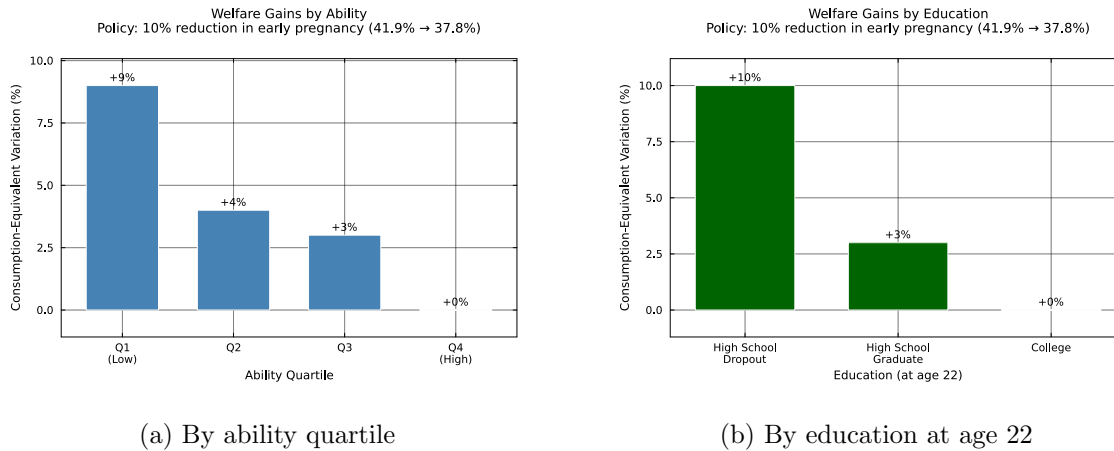 Welfare Gains by Ability
Policy: 10% reduction in early pregnancy (41.9% → 37.8%)
Consumption-Equivalent Variation (%)
10.0
7.5
5.0
2.5
0.0
+9%
+4%
+3%
+0%
Q1
(Low)
Q2
Q3
Q4
(High)
Ability Quartile
(a) By ability quartile
Welfare Gains by Education
Policy: 10% reduction in early pregnancy (41.9% → 37.8%)
Consumption-Equivalent Variation (%)
10.0
7.5
5.0
2.5
0.0
+10%
+3%
+0%
High School
Dropout
High School
Graduate
College
Education (at age 22)
(b) By education at age 22